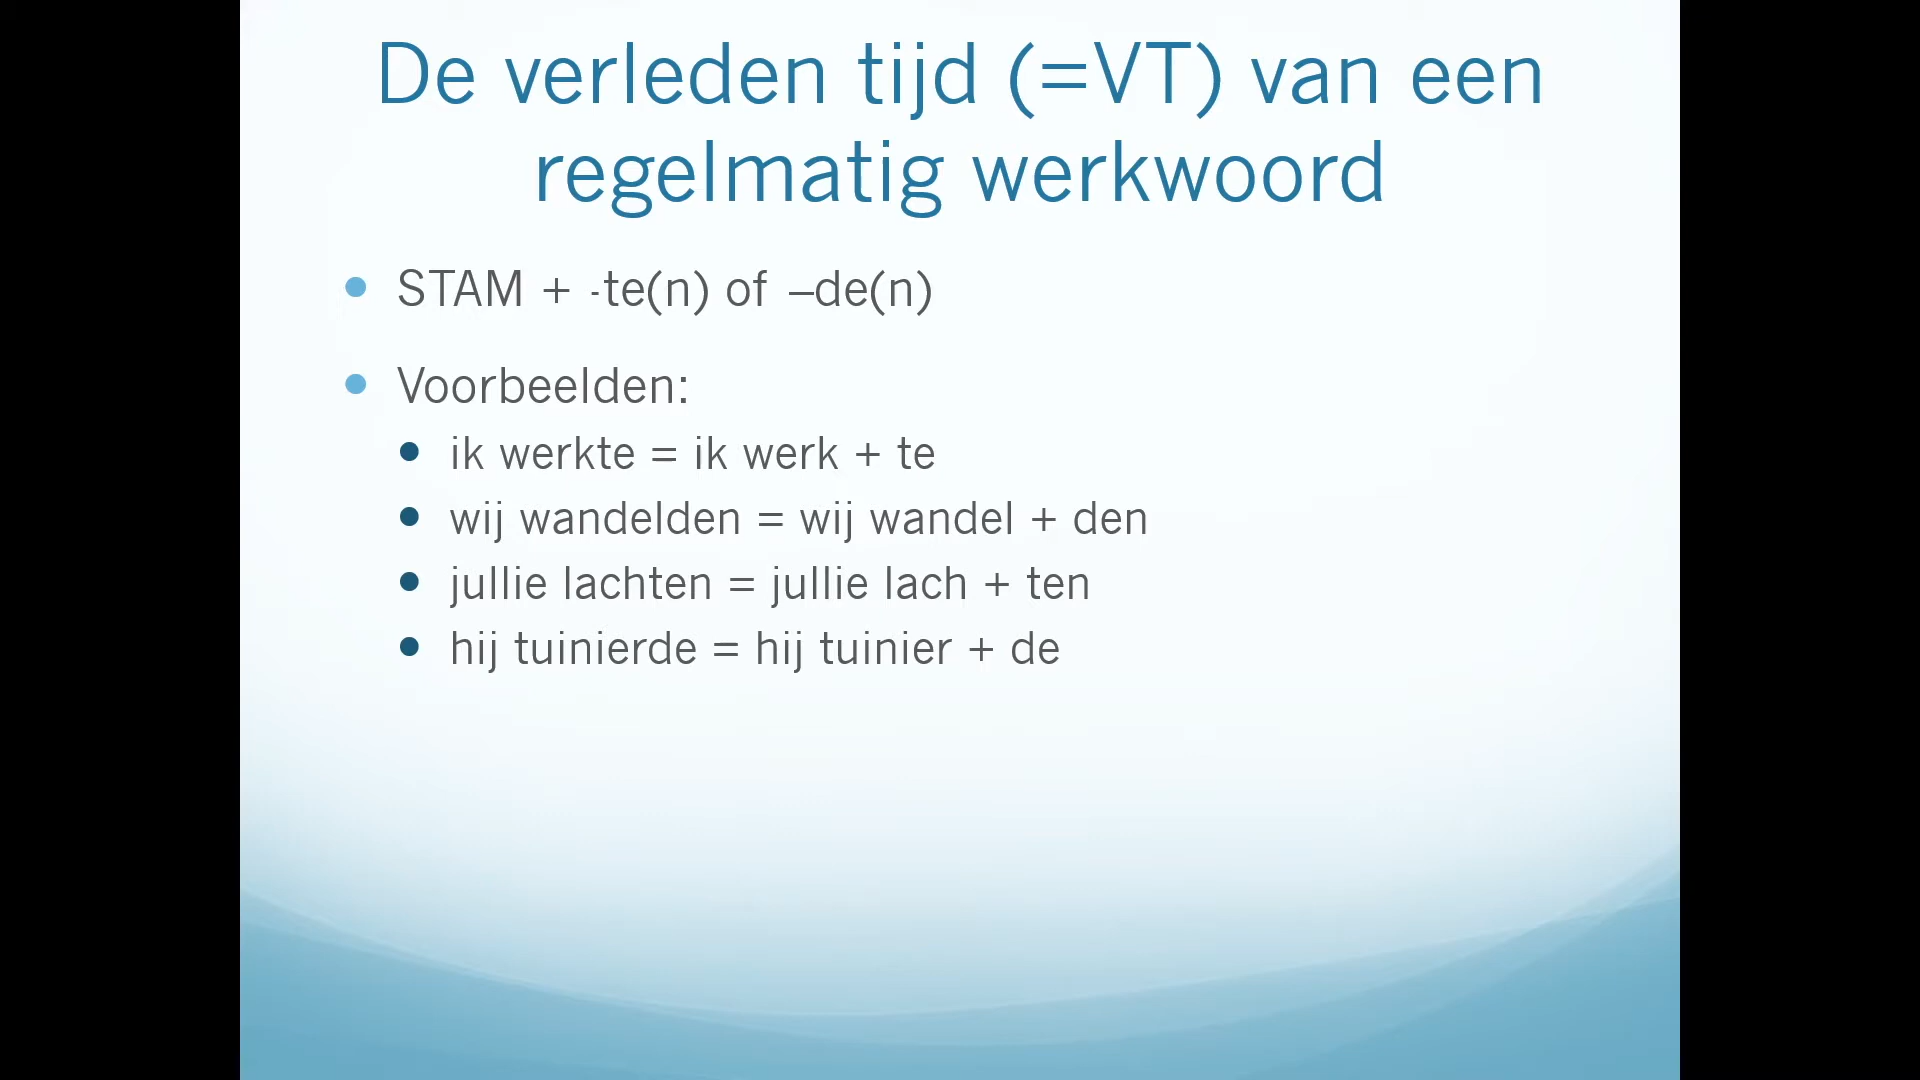 De verleden tijd (=VT) van een
regelmatig werkwoord
STAM + -te(n) of –de(n)
Voorbeelden:
ik werkte = ik werk + te
wij wandelden = wij wandel + den
jullie lachten = jullie lach + ten
hij tuinierde = hij tuinier + de